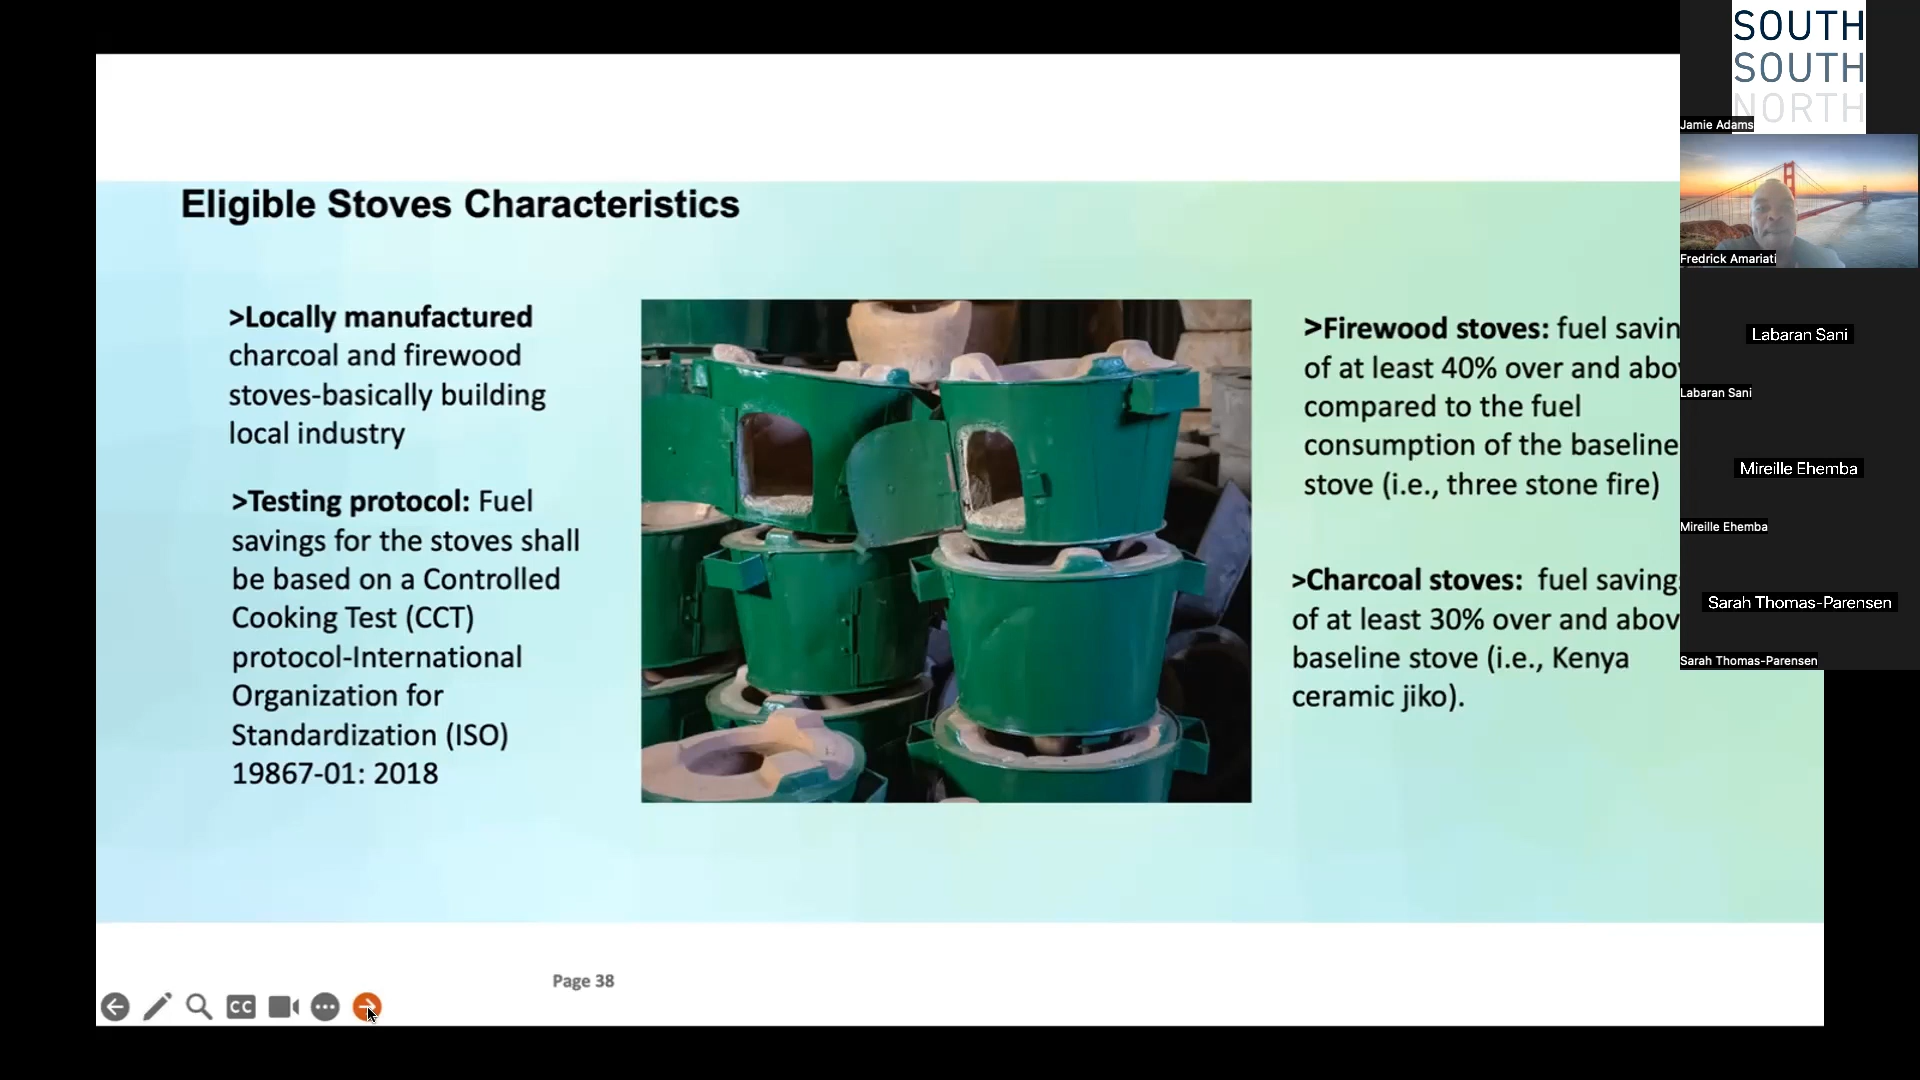 Eligible Stoves Characteristics
>Locally manufactured
charcoal and firewood
stoves-basically building
local industry
>Testing protocol: Fuel
savings for the stoves shall
be based on a Controlled
Cooking Test (CCT)
protocol-International
Organization for
Standardization (ISO)
19867-01: 2018
>Firewood stoves: fuel savin
of at least 40% over and abo
compared to the fuel
consumption of the baseline
stove (i.e., three stone fire)
>Charcoal stoves: fuel saving
of at least 30% over and abov
baseline stove (i.e., Kenya
ceramic jiko).
Page 38
CC
SOUTH
SOUTH
NORTH
Jamie Adams
Fredrick Amariati
Labaran Sani
Labaran Sani
Mireille Ehemba
Mireille Ehemba
Sarah Thomas-Parensen
Sarah Thomas-Parensen